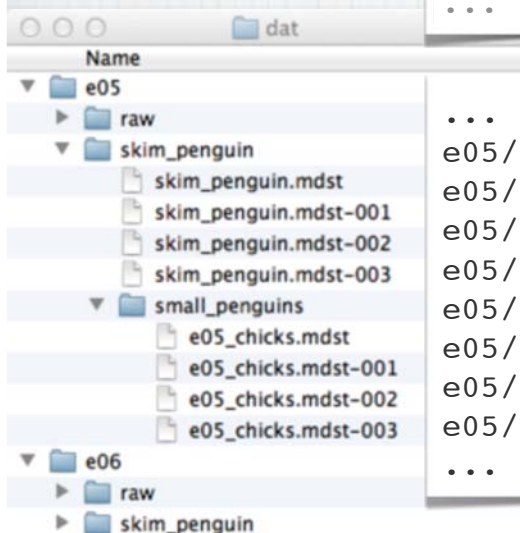 ...
dat
Name
e05
raw
skim_penguin
skim_penguin.mdst
skim_penguin.mdst-001
skim_penguin.mdst-002
skim_penguin.mdst-003
small_penguins
e05_chicks.mdst
e05_chicks.mdst-001
e05_chicks.mdst-002
e05_chicks.mdst-003
e06
raw
skim_penguin
...
e05/
e05/
e05/
e05/
e05/
e05/
e05/
e05/
...